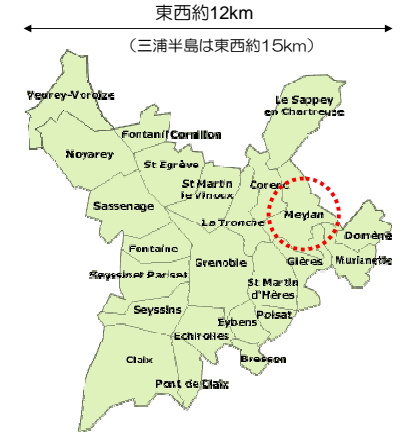 東西約12km
（三浦半島は東西約15km）
Veurey-Voroize
Le Sappey
en Chartreuse
Fontanil Cornillon
Noyarey
St Egrève
St Martin
le Vinoux
Corenc
Sassenage
Meylan
La Tronche
Domène
Fontaine
Grenoble
Gières
Murianette
Seyssinet Pariset
St Martin
d'Hères
Seyssins
Poisat
Eybens
Echirolles
Claix
Bresson
Pont de Claix